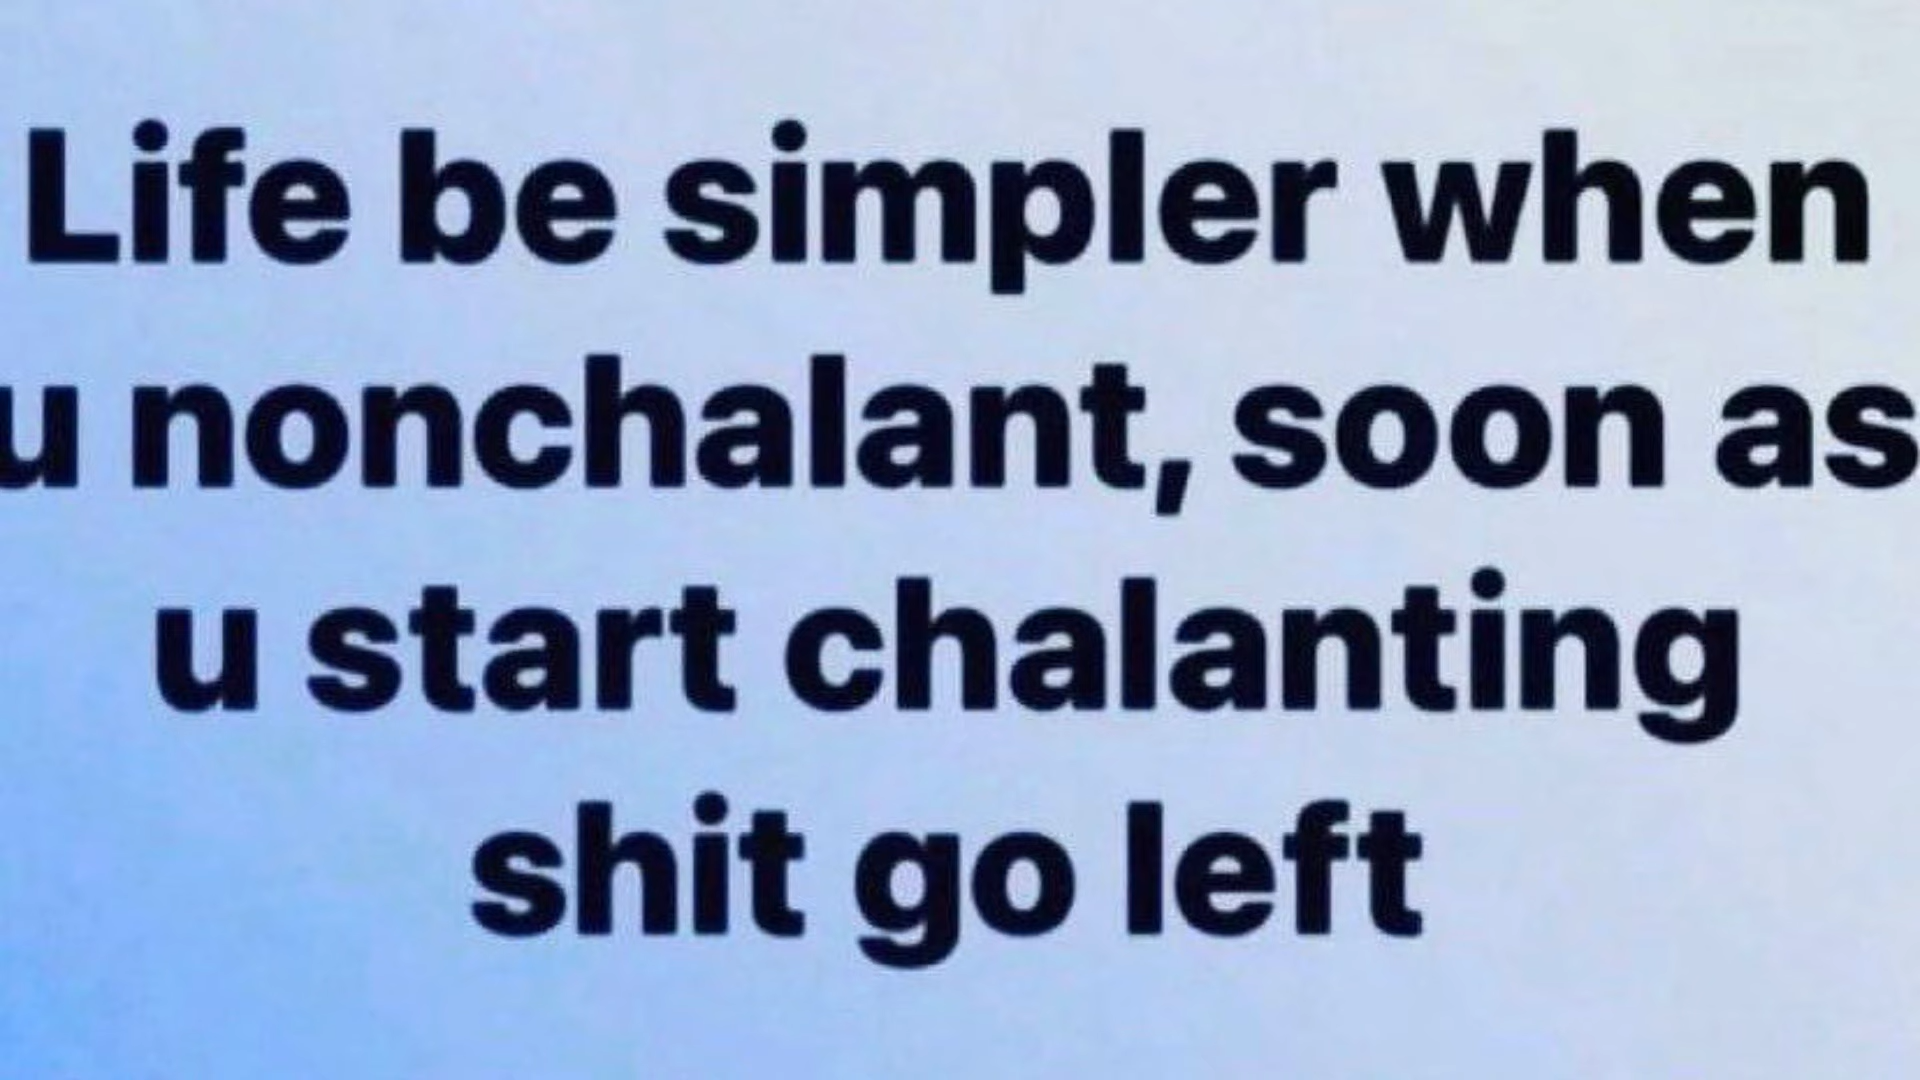 Life be simpler when
u nonchalant, soon as
u start chalanting
shit go left